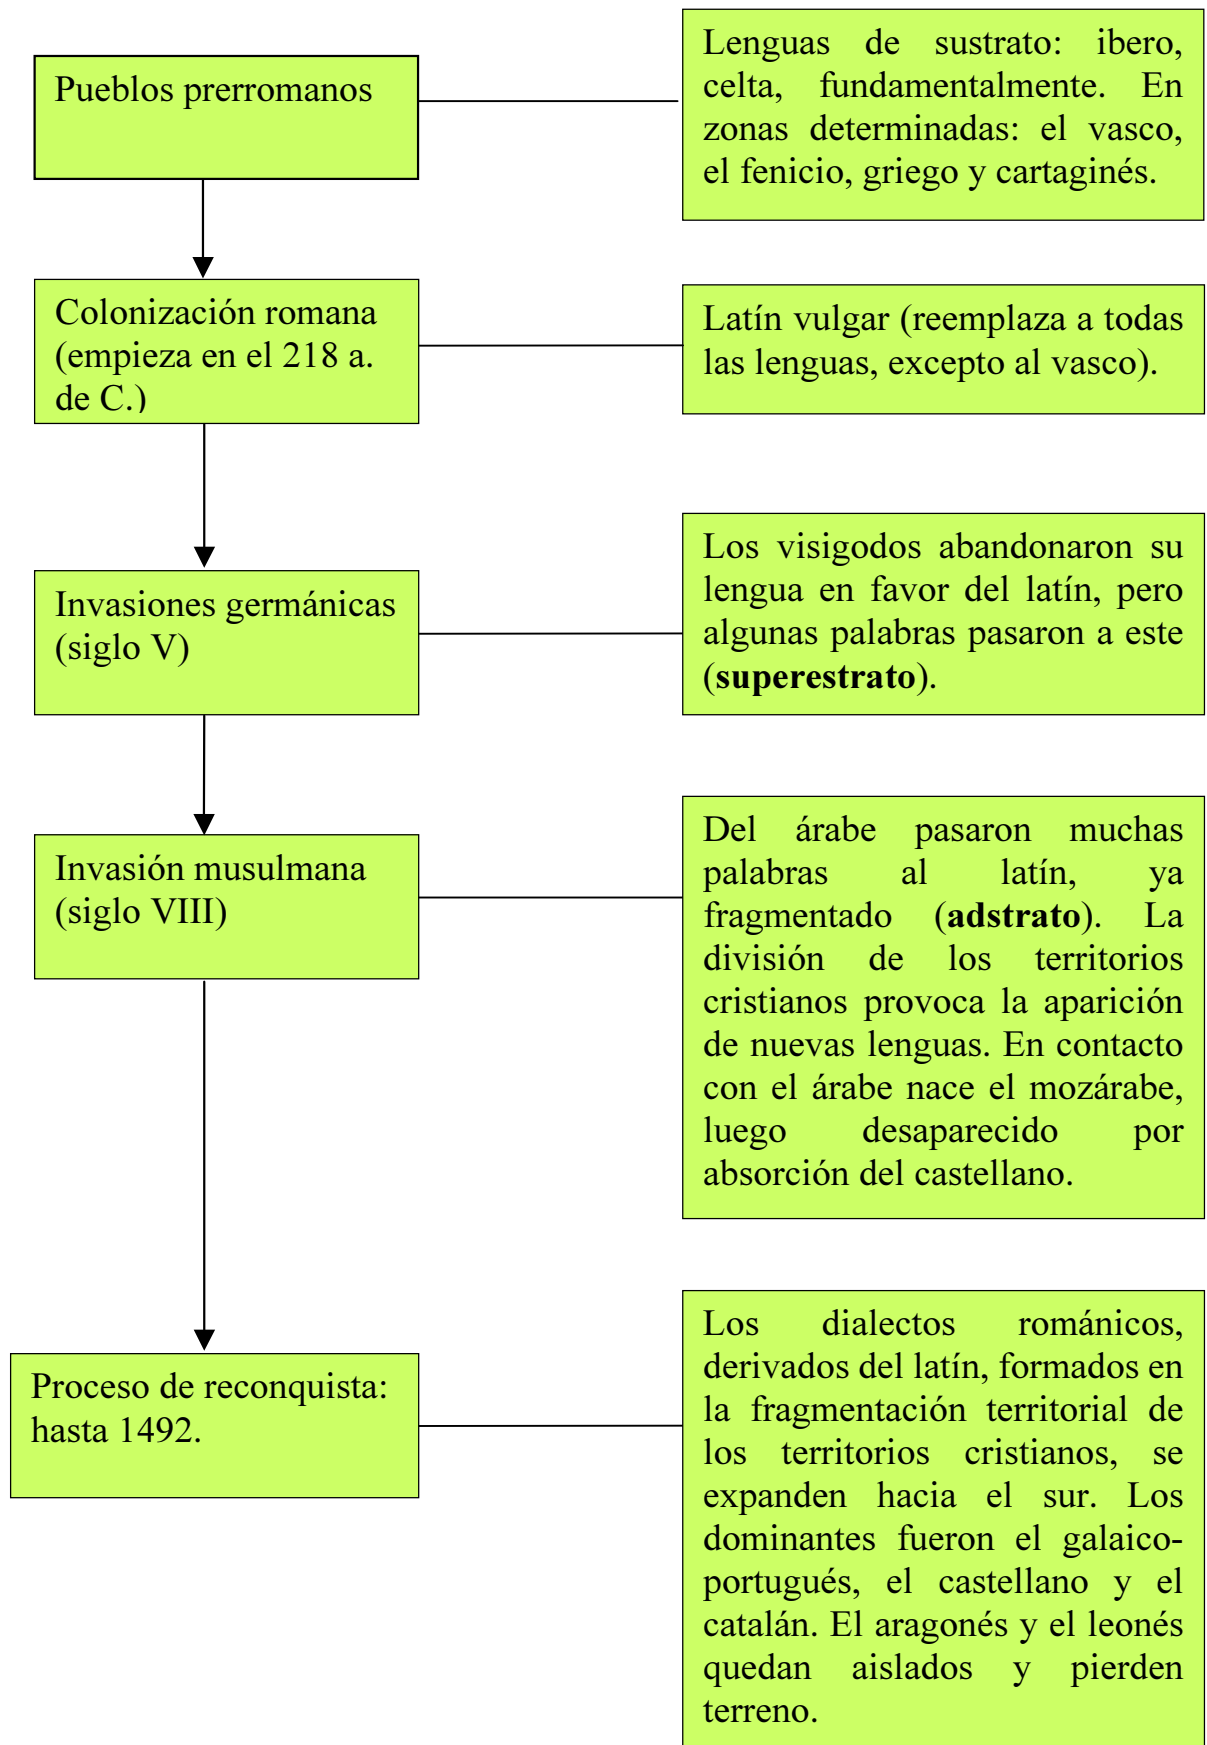 Pueblos prerromanos
Lenguas de sustrato: ibero,
celta, fundamentalmente. En
zonas determinadas: el vasco,
el fenicio, griego y cartaginés.
Colonización romana
(empieza en el 218 a.
de C.)
Latín vulgar (reemplaza a todas
las lenguas, excepto al vasco).
Invasiones germánicas
(siglo V)
Los visigodos abandonaron su
lengua en favor del latín, pero
algunas palabras pasaron a este
(superestrato).
Invasión musulmana
(siglo VIII)
Del árabe pasaron muchas
palabras al latín, ya
fragmentado (adstrato). La
división de los territorios
cristianos provoca la aparición
de nuevas lenguas. En contacto
con el árabe nace el mozárabe,
luego desaparecido por
absorción del castellano.
Proceso de reconquista:
hasta 1492.
Los dialectos románicos,
derivados del latín, formados en
la fragmentación territorial de
los territorios cristianos, se
expanden hacia el sur. Los
dominantes fueron el galaico-
portugués, el castellano y el
catalán. El aragonés y el leonés
quedan aislados y pierden
terreno.